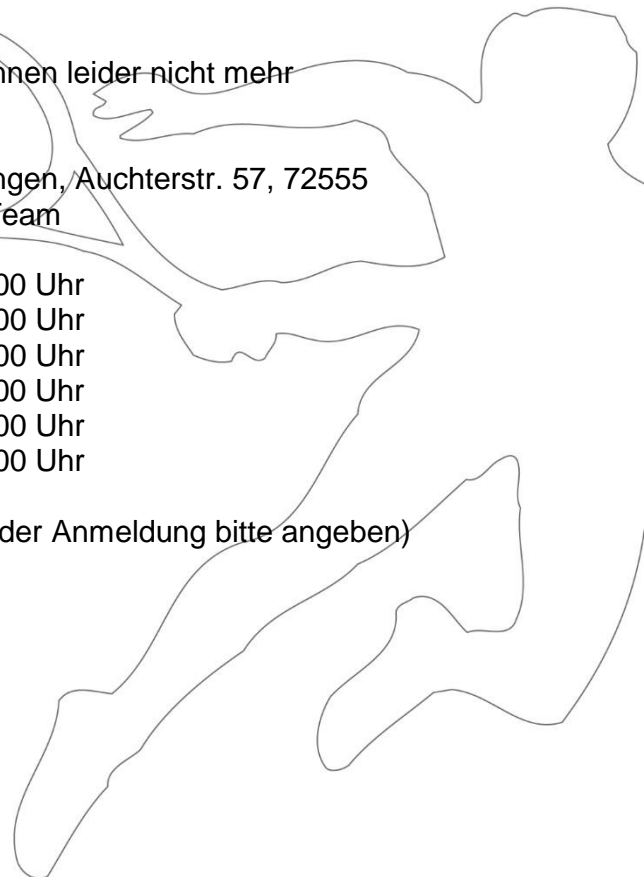 nnen leider nicht mehr
ngen, Auchterstr. 57, 72555
Team
00 Uhr
00 Uhr
00 Uhr
00 Uhr
00 Uhr
00 Uhr
der Anmeldung bitte angeben)